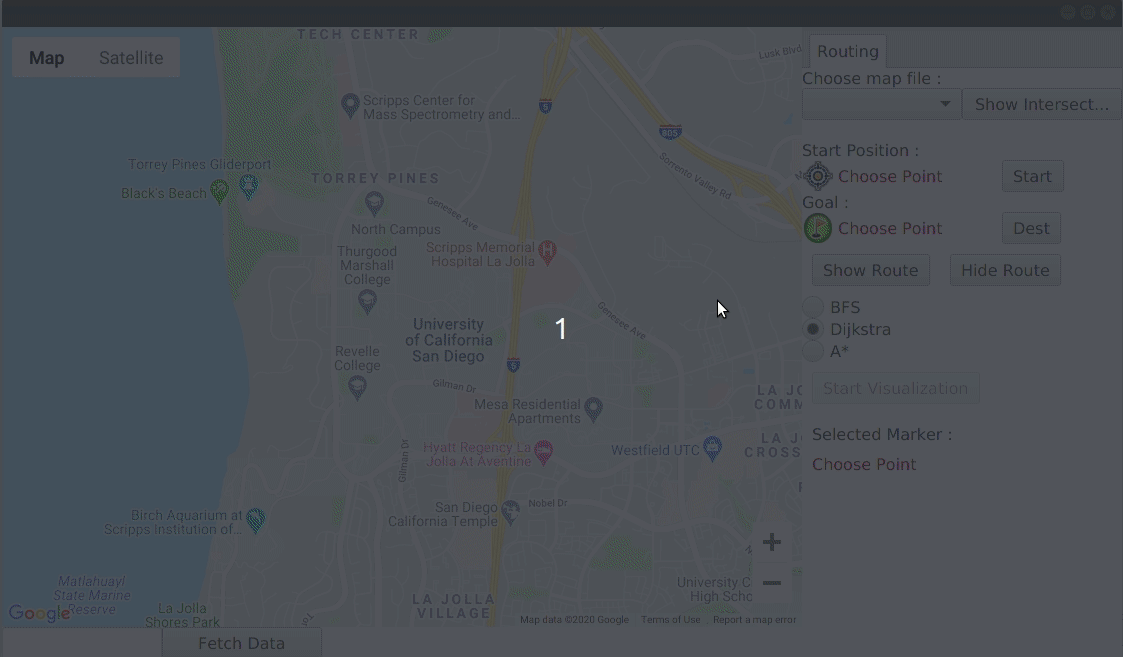 Map
Satellite
TECH CENTER
Lusk Blvd
Scripps Center for
Mass Spectrometry and...
5
805
Sorrento Valley Rd
Torrey Pines Gliderport
Black's Beach
TORREY PINES
Genesee Ave
North Campus
Scripps Memorial
Hospital La Jolla
Thurgood
Marshall
College
University
of California
San Diego
1
Genesee Ave
Revelle
College
5
Gilman Dr
Mesa Residential
Apartments
LA JO
COMM
Hyatt Regency La
Jolla At Aventine
Gilman Dr
Westfield UTC
LA J
CROSS
San Diego
California Temple
Nobel Dr
Birch Aquarium at
Scripps Institution of...
+
−
Matlahuayl
State Marine
Reserve
Google
La Jolla
Shores Park
LA JOLLA
VILLAGE
University C
High Scho
Map data ©2020 Google
Terms of Use
Report a map error
Fetch Data
Routing
Choose map file :
Show Intersect...
Start Position :
Choose Point
Start
Goal :
Choose Point
Dest
Show Route
Hide Route
BFS
Dijkstra
A*
Start Visualization
Selected Marker :
Choose Point